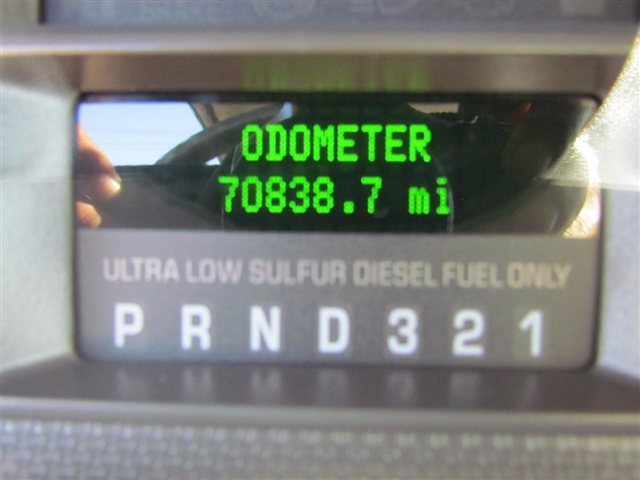 ODOMETER
70838.7 mi
ULTRA LOW SULFUR DIESEL FUEL ONLY
P R N D 3 2 1